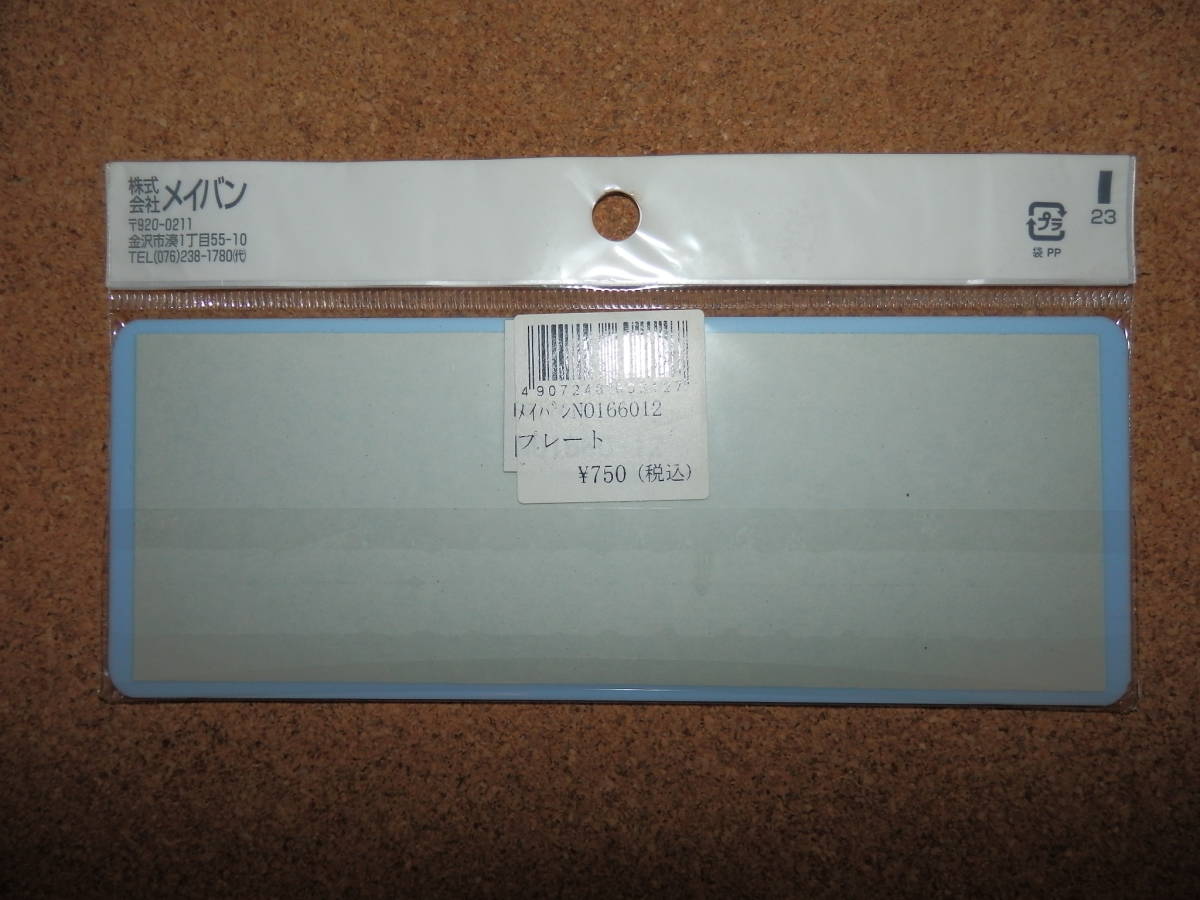 株式会社メイバン
〒920-0211
金沢市湊1丁目55-10
TEL(076)238-1780(代)
プラ
袋 PP
23
ﾒｲﾊﾞﾝNO166012
プレート
¥750 (税込)